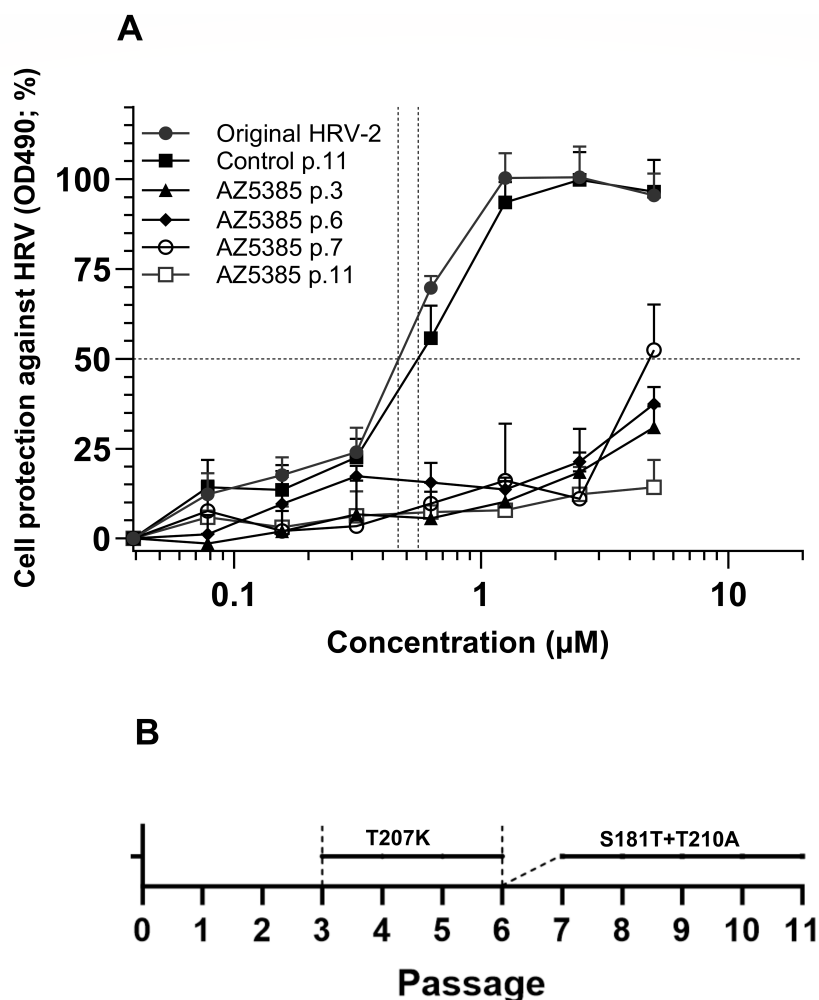 A
Cell protection against HRV (OD490; %)
Original HRV-2
Control p.11
AZ5385 p.3
AZ5385 p.6
AZ5385 p.7
AZ5385 p.11
100
75
50
25
0
0.1 1 10
Concentration (µM)
B
T207K S181T+T210A
0 1 2 3 4 5 6 7 8 9 10 11
Passage